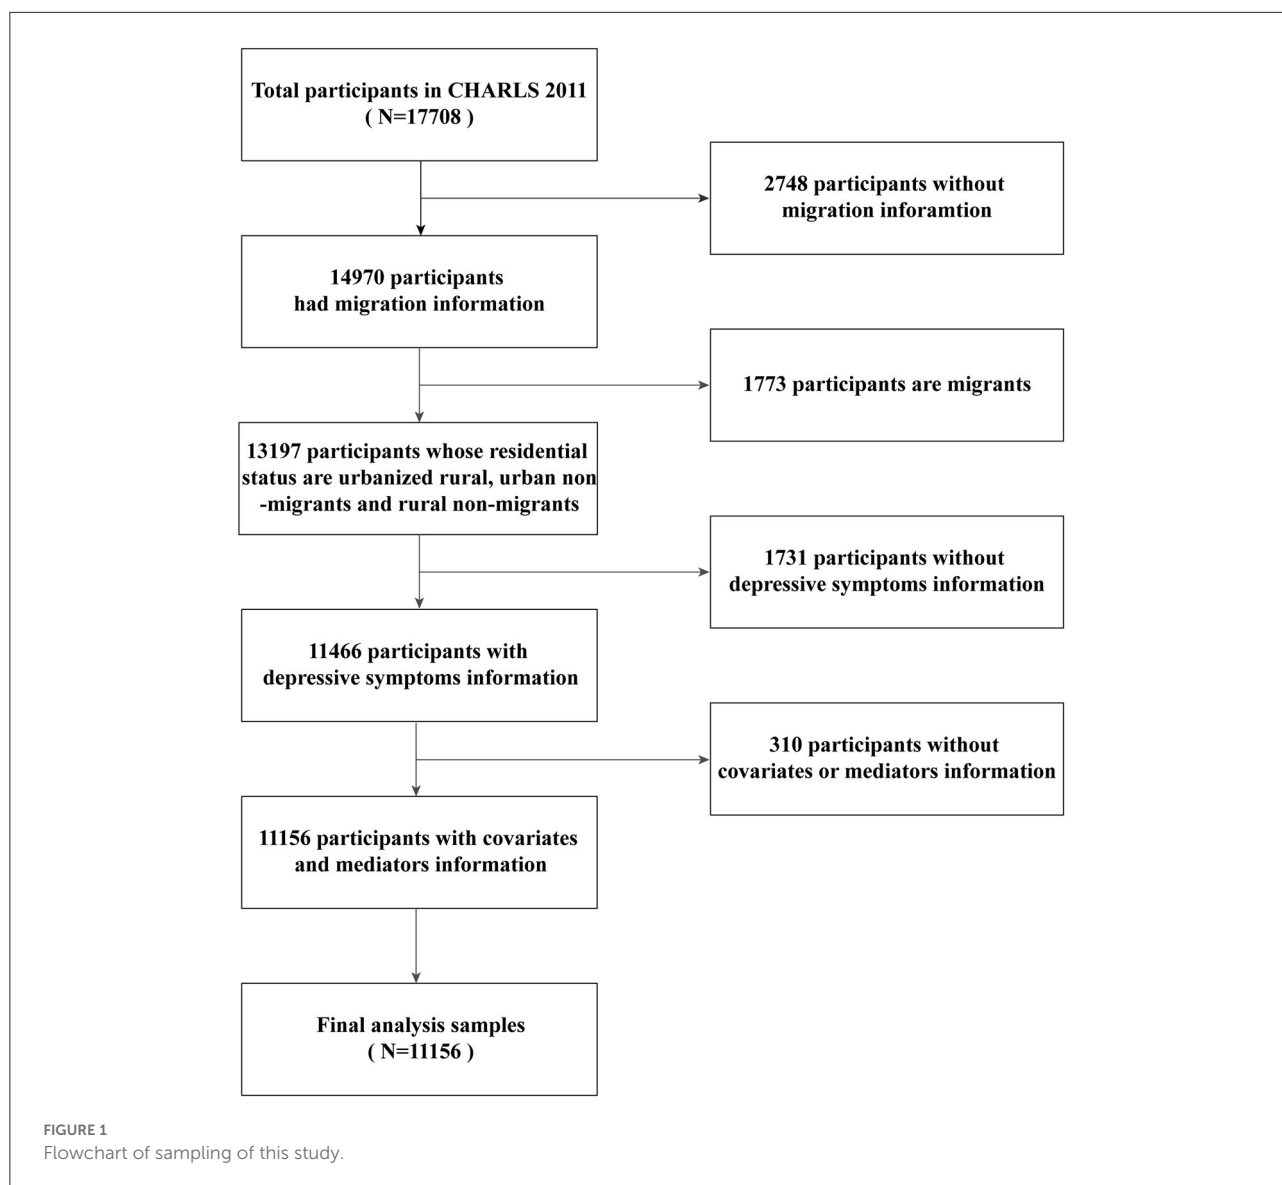 Total participants in CHARLS 2011
( N=17708 )
2748 participants without
migration inforamtion
14970 participants
had migration information
1773 participants are migrants
13197 participants whose residential
status are urbanized rural, urban non
-migrants and rural non-migrants
1731 participants without
depressive symptoms information
11466 participants with
depressive symptoms information
310 participants without
covariates or mediators information
11156 participants with covariates
and mediators information
Final analysis samples
( N=11156 )
FIGURE 1
Flowchart of sampling of this study.